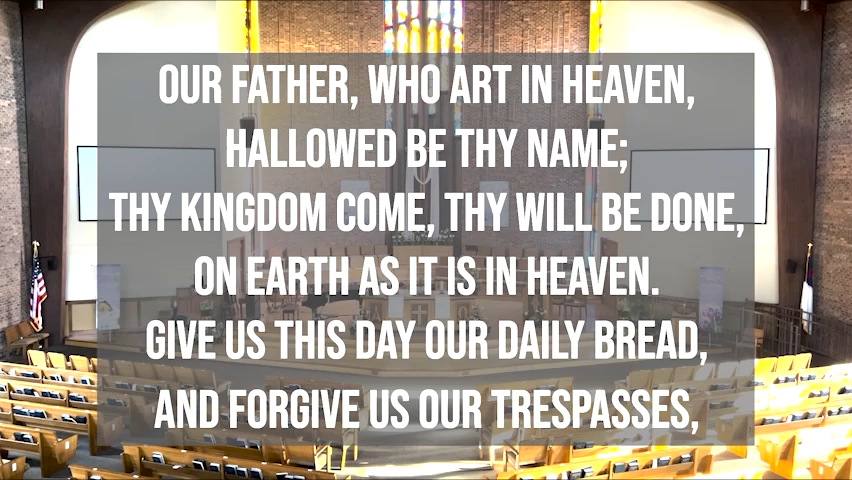 OUR FATHER, WHO ART IN HEAVEN,
HALLOWED BE THY NAME;
THY KINGDOM COME, THY WILL BE DONE,
ON EARTH AS IT IS IN HEAVEN.
GIVE US THIS DAY OUR DAILY BREAD,
AND FORGIVE US OUR TRESPASSES,